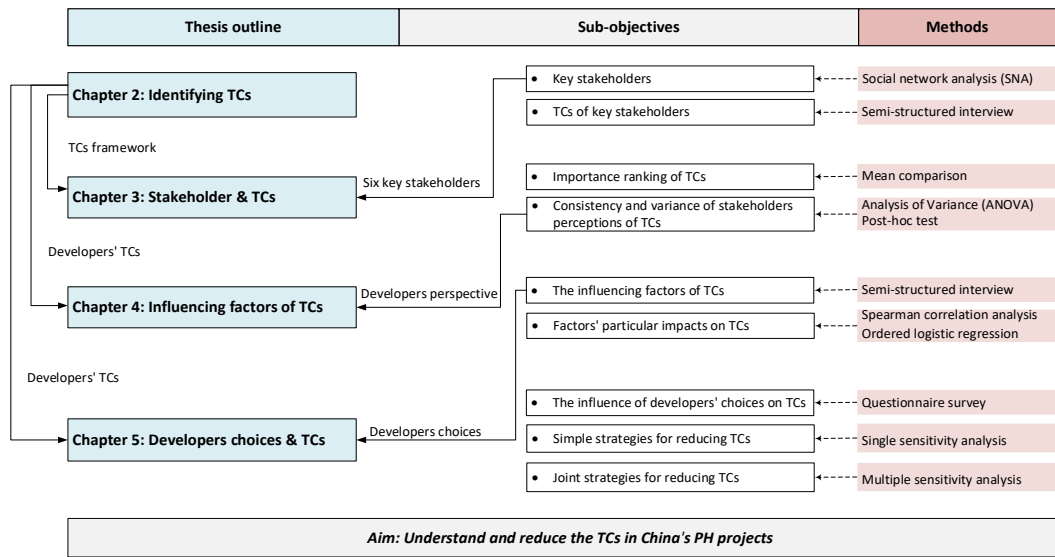 Thesis outline
Sub-objectives
Methods
Chapter 2: Identifying TCs
• Key stakeholders
Social network analysis (SNA)
• TCs of key stakeholders
Semi-structured interview
TCs framework
Six key stakeholders
Chapter 3: Stakeholder & TCs
• Importance ranking of TCs
Mean comparison
• Consistency and variance of stakeholders
perceptions of TCs
Analysis of Variance (ANOVA)
Post-hoc test
Developers' TCs
Developers perspective
Chapter 4: Influencing factors of TCs
• The influencing factors of TCs
Semi-structured interview
• Factors' particular impacts on TCs
Spearman correlation analysis
Ordered logistic regression
Developers' TCs
• The influence of developers' choices on TCs
Questionnaire survey
Chapter 5: Developers choices & TCs
Developers choices
• Simple strategies for reducing TCs
Single sensitivity analysis
• Joint strategies for reducing TCs
Multiple sensitivity analysis
Aim: Understand and reduce the TCs in China's PH projects